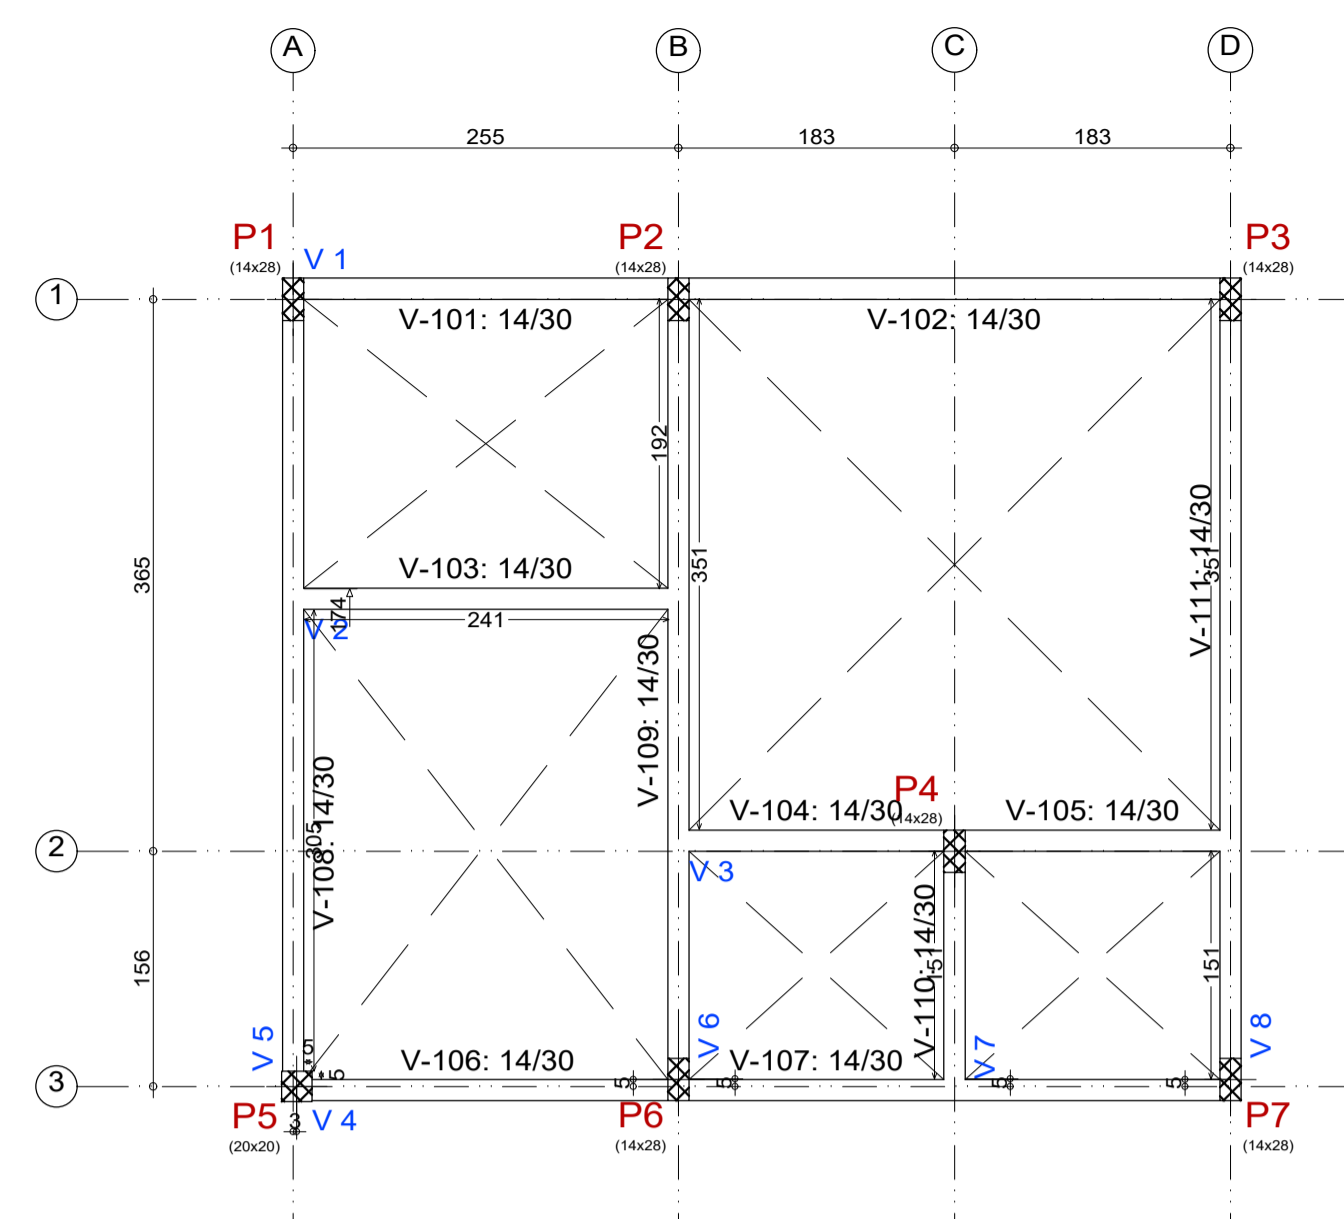 A
B
C
D
255
183
183
P1
(14x28)
V 1
P2
(14x28)
P3
(14x28)
1
V-101: 14/30
V-102: 14/30
192
365
351
V-111: 14/30
351
V-103: 14/30
174
V 2
241
V-109: 14/30
V-108: 14/30
305
P4
(14x28)
V-104: 14/30
V-105: 14/30
2
V 3
156
V-110: 14/30
151
151
V 5
V 6
V 7
V 8
5
5
V-106: 14/30
V-107: 14/30
3
5
5
5
5
P5
(20x20)
3
V 4
P6
(14x28)
P7
(14x28)